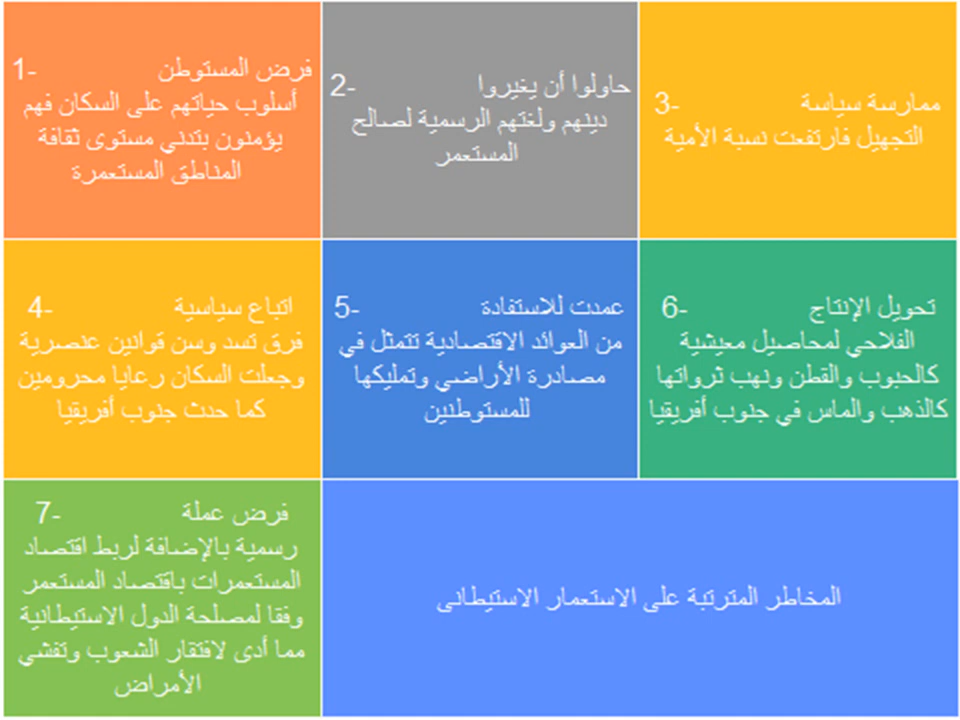 1- فرض المستوطن
أسلوب حياتهم على السكان فهم
يؤمنون بتدني مستوى ثقافة
المناطق المستعمرة
2- حاولوا أن يغيروا
دينهم ولغتهم الرسمية لصالح
المستعمر
3- ممارسة سياسة
التجهيل فارتفعت نسبة الأمية
4- اتباع سياسية
فرق تسد وسن قوانين عنصرية
وجعلت السكان رعايا محرومين
كما حدث جنوب أفريقيا
5- عمدت للاستفادة
من العوائد الاقتصادية تتمثل في
مصادرة الأراضي وتمليكها
للمستوطنين
6- تحويل الإنتاج
الفلاحي لمحاصيل معيشية
كالحبوب والقطن ونهب ثرواتها
كالذهب والماس في جنوب أفريقيا
7- فرض عملة
رسمية بالإضافة لربط اقتصاد
المستعمرات باقتصاد المستعمر
وفقا لمصلحة الدول الاستيطانية
مما أدى لافتقار الشعوب وتفشي
الأمراض
المخاطر المترتبة على الاستعمار الاستيطانى